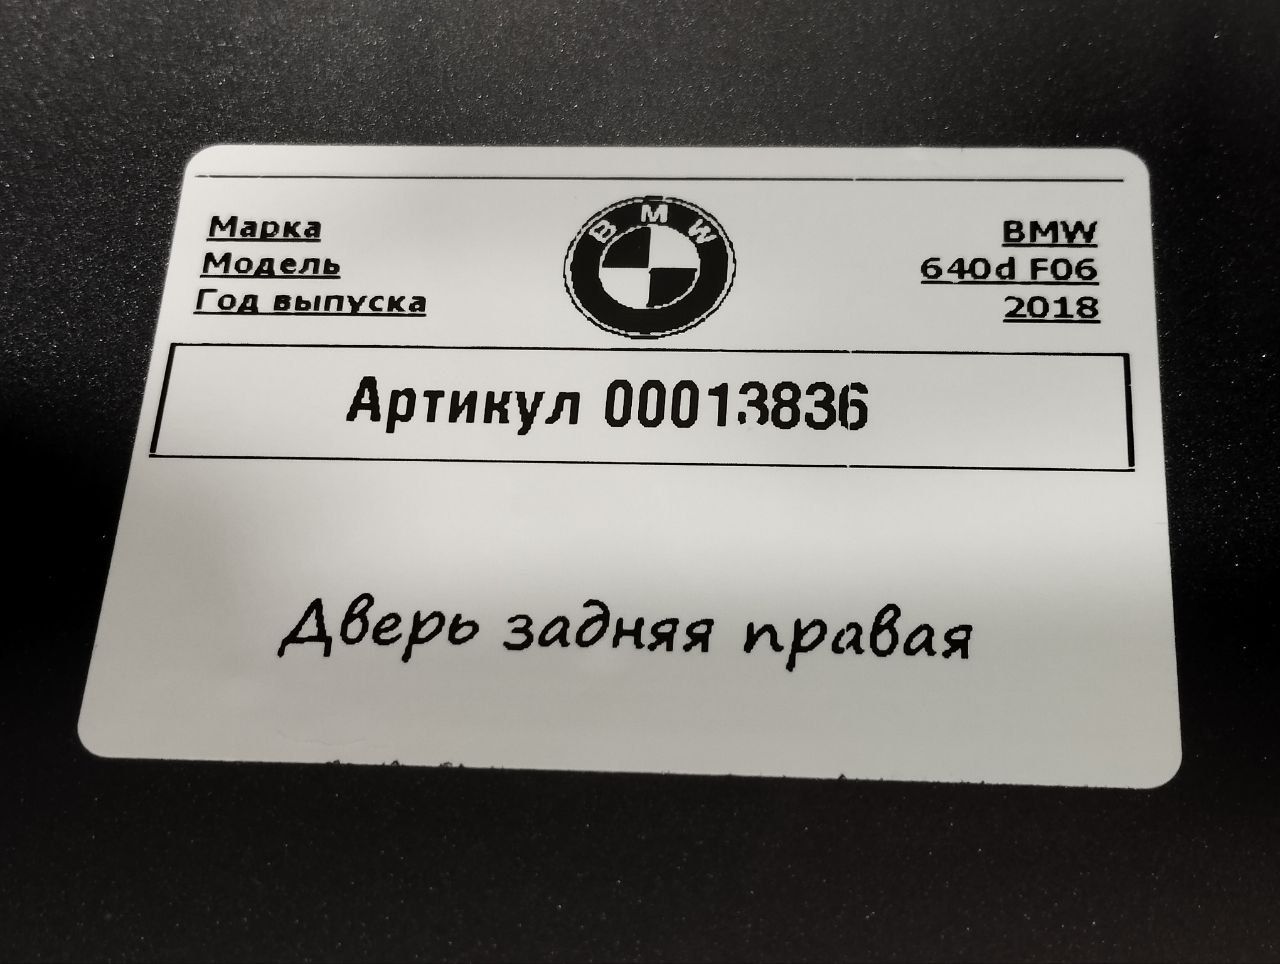 Марка BMW
Модель 640d F06
Год выпуска 2018
BMW
Артикул 00013836
Дверь задняя правая